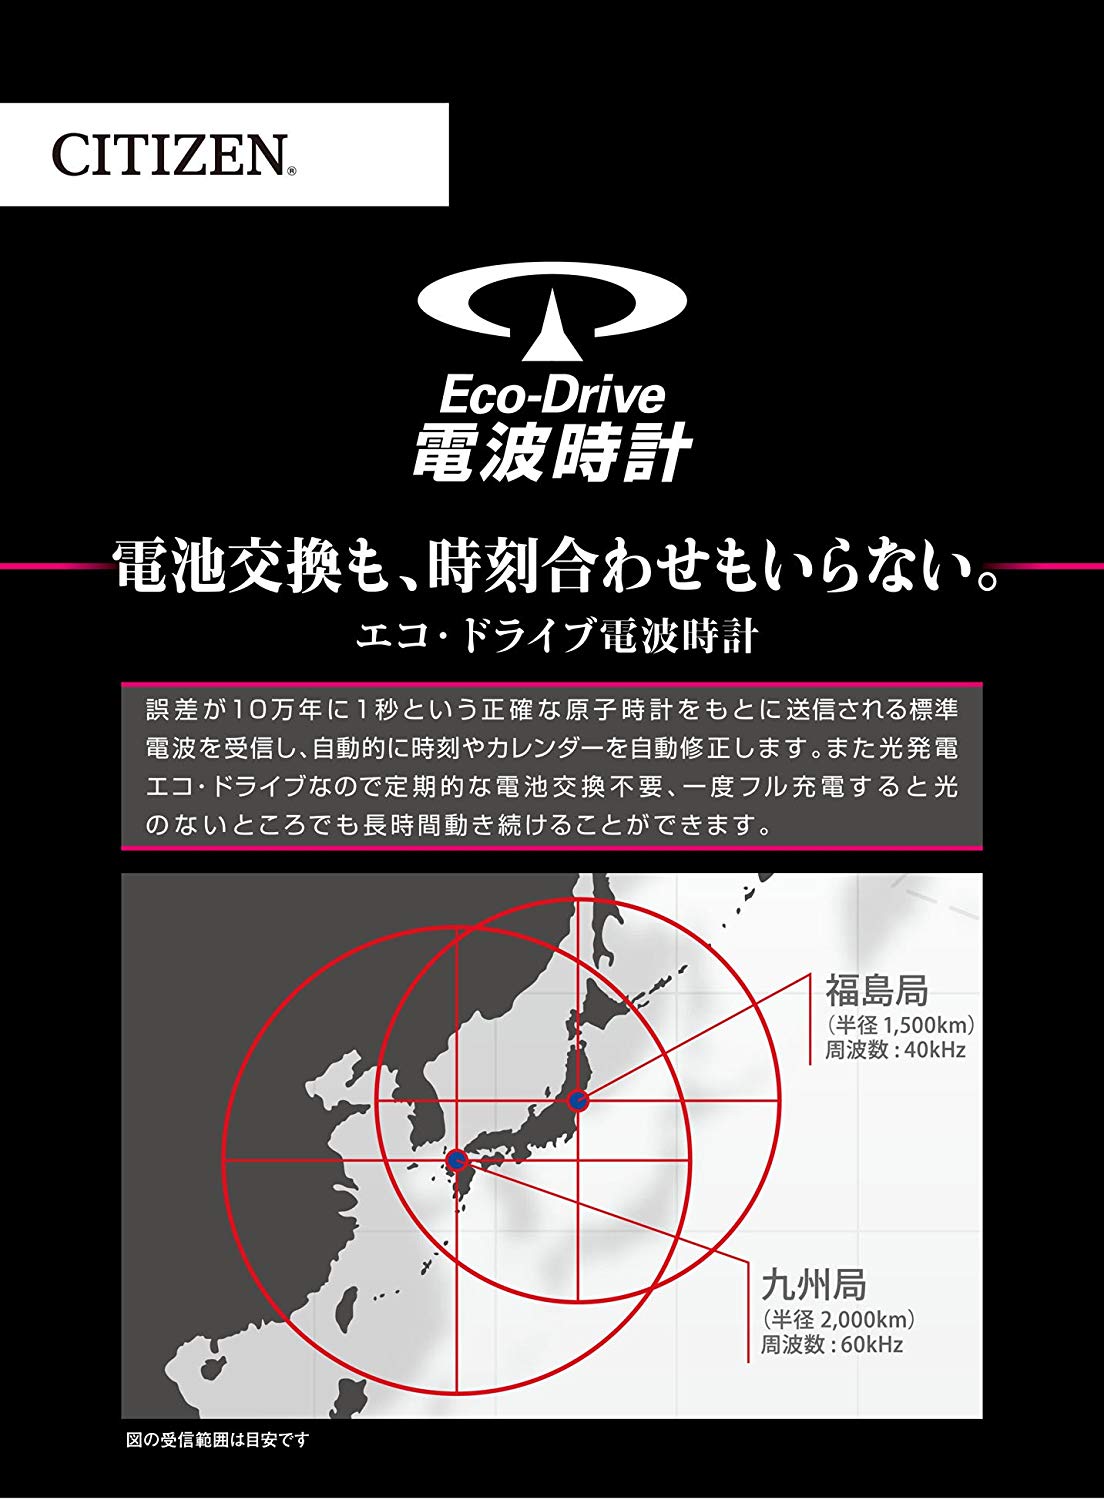 CITIZEN®
Eco-Drive
電波時計
電池交換も、時刻合わせもいらない。
エコ・ドライブ電波時計
誤差が10万年に1秒という正確な原子時計をもとに送信される標準
電波を受信し、自動的に時刻やカレンダーを自動修正します。また光発電
エコ・ドライブなので定期的な電池交換不要、一度フル充電すると光
のないところでも長時間動き続けることができます。
福島局
（半径 1,500km）
周波数 : 40kHz
九州局
（半径 2,000km）
周波数 : 60kHz
図の受信範囲は目安です